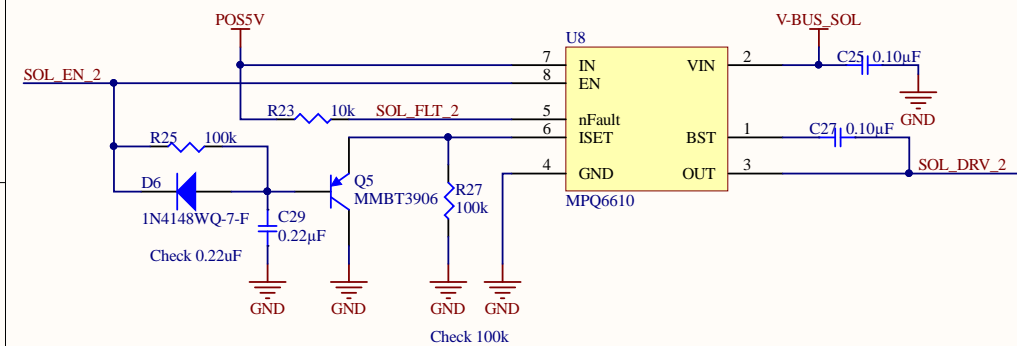 POS5V
V-BUS_SOL
U8
SOL_EN_2
7
IN
VIN
2
C25
0.10µF
8
EN
R23
10k
SOL_FLT_2
5
nFault
GND
R25
100k
6
ISET
BST
1
C27
0.10µF
4
GND
OUT
3
SOL_DRV_2
D6
Q5
MMBT3906
R27
100k
MPQ6610
1N4148WQ-7-F
C29
0.22µF
Check 0.22uF
GND
GND
GND
GND
Check 100k